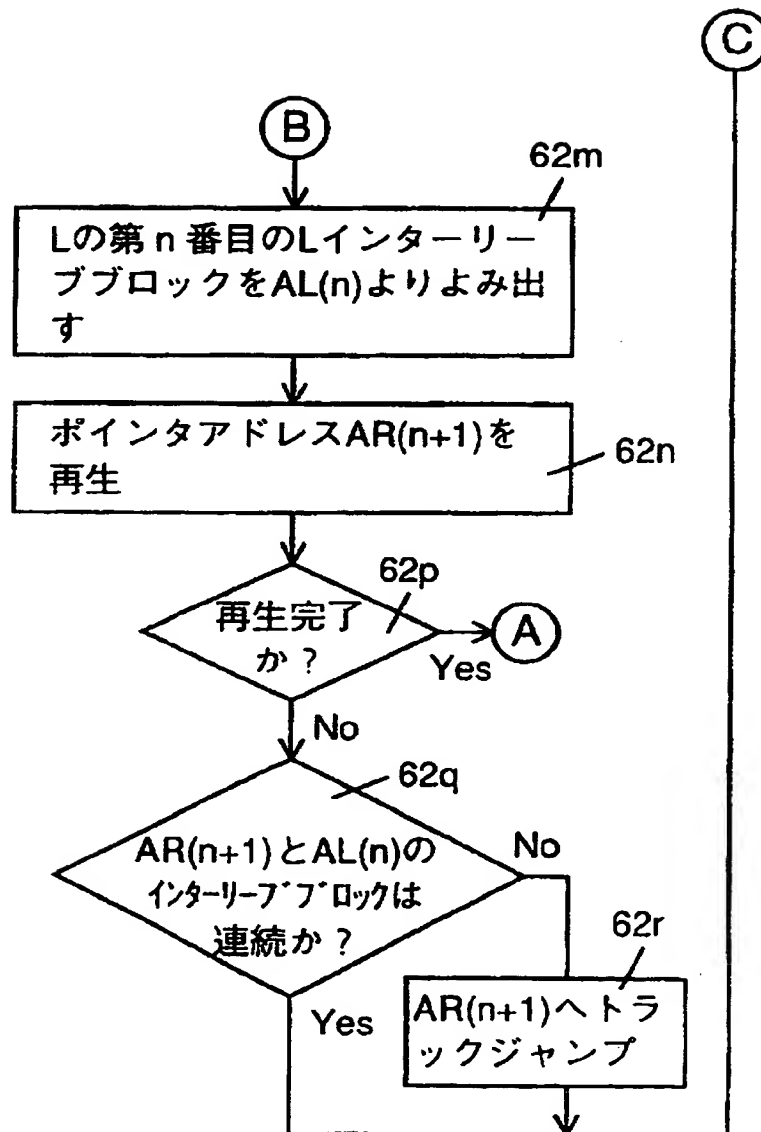 C
B
62m
Lの第n番目のLインターリー
ブブロックをAL(n)よりよみ出
す
ポインタアドレスAR(n+1)を
再生
62n
62p
再生完了
か?
A
Yes
No
62q
AR(n+1)とAL(n)の
インターリーブブロックは
連続か?
No
62r
Yes
AR(n+1)へトラ
ックジャンプ